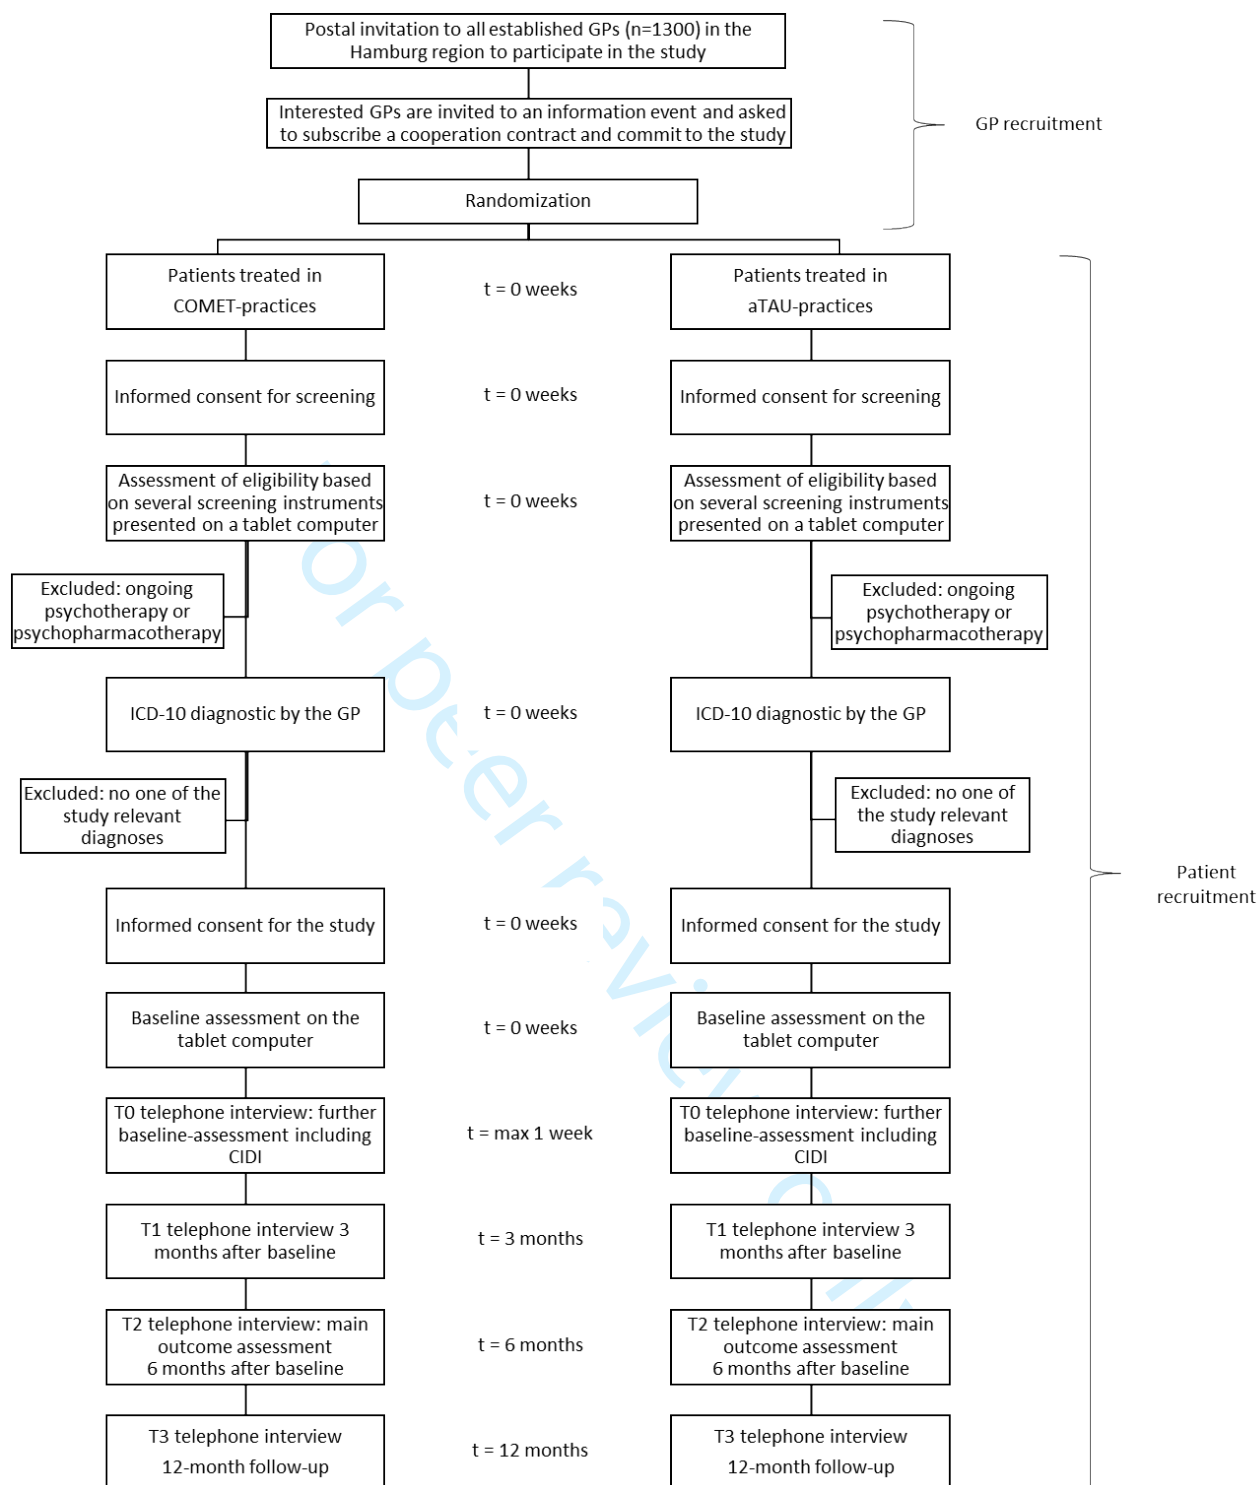 Postal invitation to all established GPs (n=1300) in the
Hamburg region to participate in the study
Interested GPs are invited to an information event and asked
to subscribe a cooperation contract and commit to the study
GP recruitment
Randomization
Patients treated in
COMET-practices
t = 0 weeks
Patients treated in
aTAU-practices
Informed consent for screening
t = 0 weeks
Informed consent for screening
Assessment of eligibility based
on several screening instruments
presented on a tablet computer
t = 0 weeks
Assessment of eligibility based
on several screening instruments
presented on a tablet computer
Excluded: ongoing
psychotherapy or
psychopharmacotherapy
Excluded: ongoing
psychotherapy or
psychopharmacotherapy
ICD-10 diagnostic by the GP
t = 0 weeks
ICD-10 diagnostic by the GP
Excluded: no one of the
study relevant
diagnoses
Excluded: no one of
the study relevant
diagnoses
Patient
recruitment
Informed consent for the study
t = 0 weeks
Informed consent for the study
Baseline assessment on the
tablet computer
t = 0 weeks
Baseline assessment on the
tablet computer
T0 telephone interview: further
baseline-assessment including
CIDI
t = max 1 week
T0 telephone interview: further
baseline-assessment including
CIDI
T1 telephone interview 3
months after baseline
t = 3 months
T1 telephone interview 3
months after baseline
T2 telephone interview: main
outcome assessment
6 months after baseline
t = 6 months
T2 telephone interview: main
outcome assessment
6 months after baseline
T3 telephone interview
12-month follow-up
t = 12 months
T3 telephone interview
12-month follow-up
or peer review